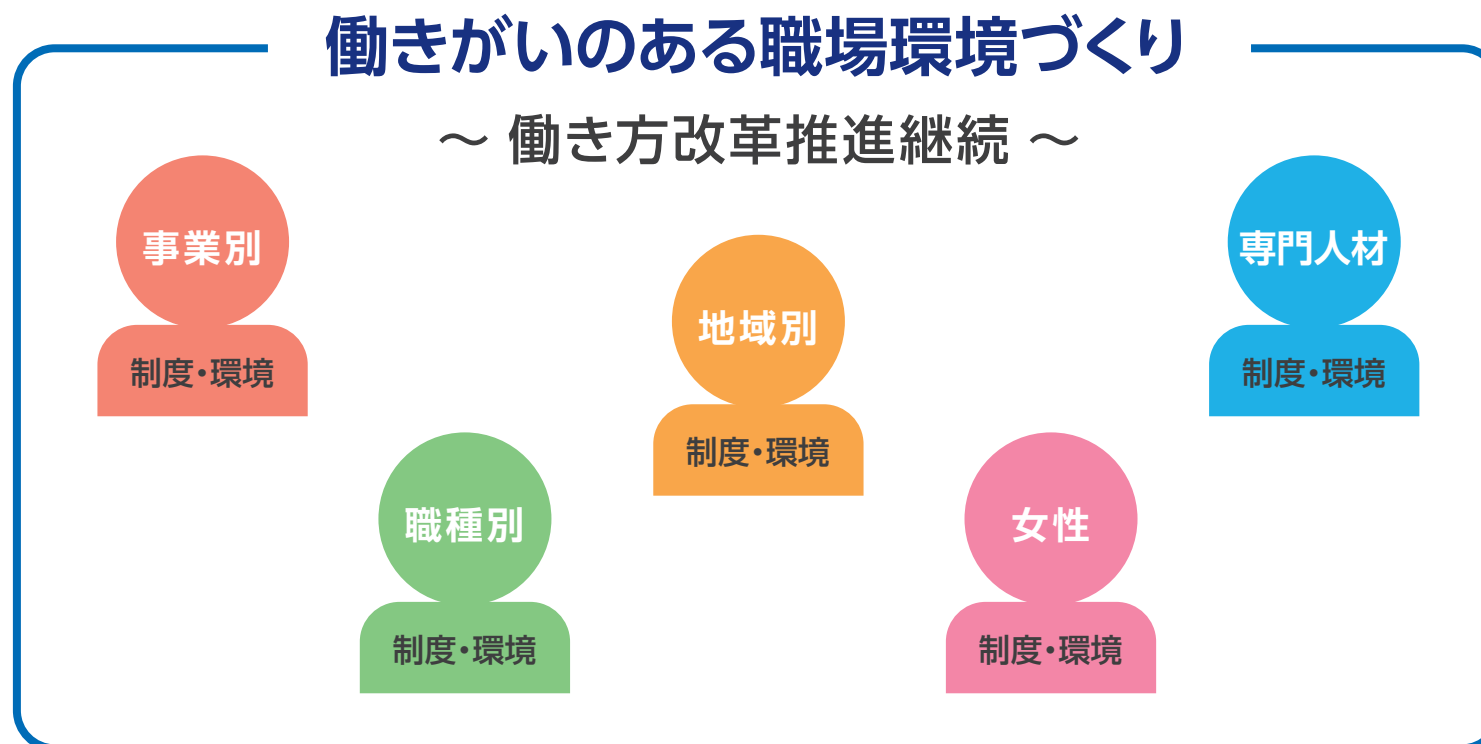 働きがいのある職場環境づくり
～ 働き方改革推進継続 ～
事業別
制度・環境
職種別
制度・環境
地域別
制度・環境
女性
制度・環境
専門人材
制度・環境